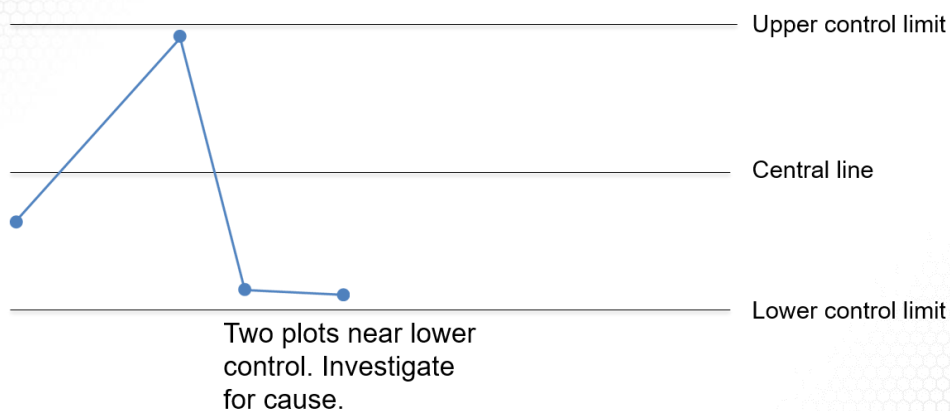 Upper control limit
Central line
Lower control limit
Two plots near lower
control. Investigate
for cause.